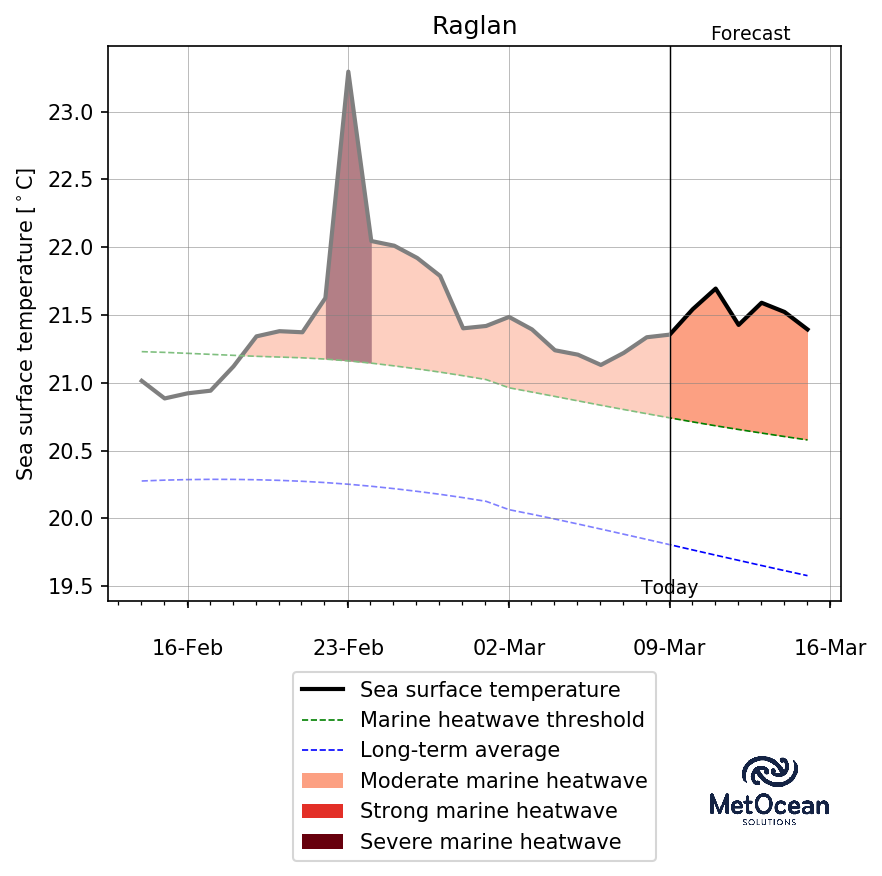 Raglan
Forecast
Sea surface temperature [°C]
23.0
22.5
22.0
21.5
21.0
20.5
20.0
19.5
Today
16-Feb 23-Feb 02-Mar 09-Mar 16-Mar
Sea surface temperature
Marine heatwave threshold
Long-term average
Moderate marine heatwave
Strong marine heatwave
Severe marine heatwave
MetOcean
SOLUTIONS